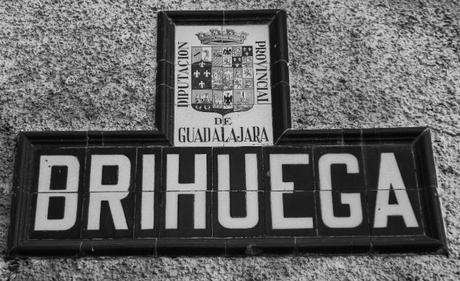 DIPUTACION PROVINCIAL
DE
GUADALAJARA
BRIHUEGA